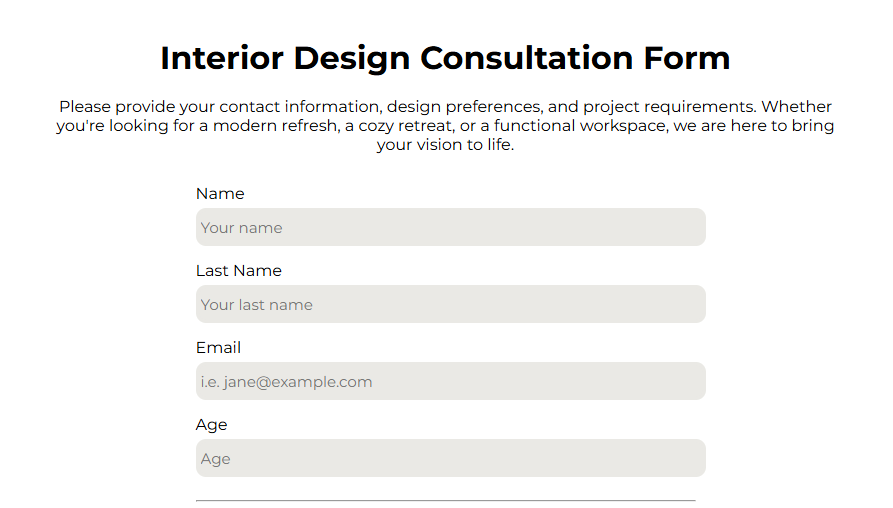 Interior Design Consultation Form
Please provide your contact information, design preferences, and project requirements. Whether
you're looking for a modern refresh, a cozy retreat, or a functional workspace, we are here to bring
your vision to life.
Name
Your name
Last Name
Your last name
Email
i.e. jane@example.com
Age
Age